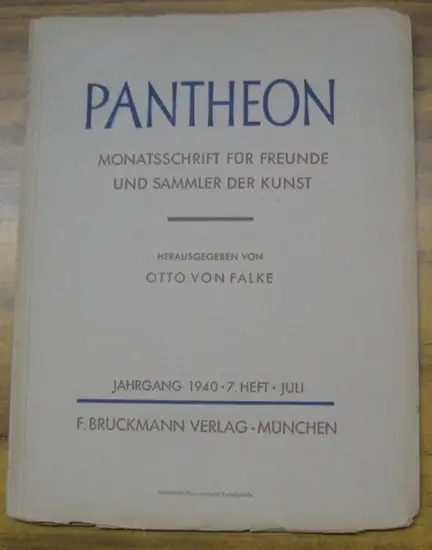 PANTHEON
MONATSSCHRIFT FÜR FREUNDE
UND SAMMLER DER KUNST
HERAUSGEGEBEN VON
OTTO VON FALKE
JAHRGANG 1940 · 7. HEFT · JULI
F. BRUCKMANN VERLAG · MÜNCHEN